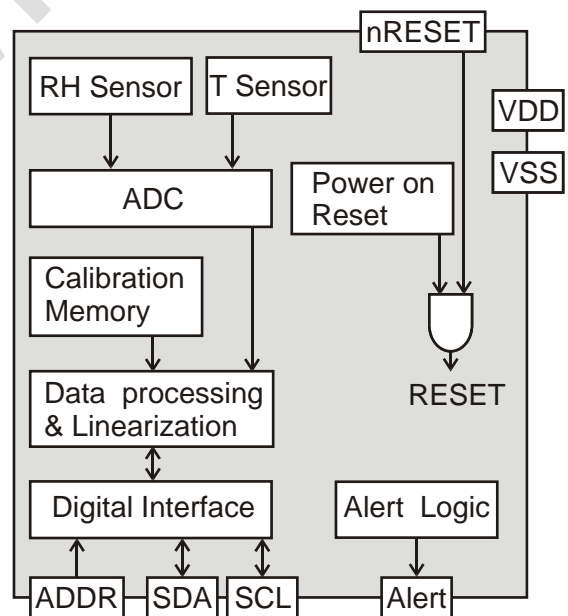 nRESET
RH Sensor
T Sensor
VDD
VSS
ADC
Power on
Reset
Calibration
Memory
Data processing
& Linearization
RESET
Digital Interface
Alert Logic
ADDR
SDA
SCL
Alert